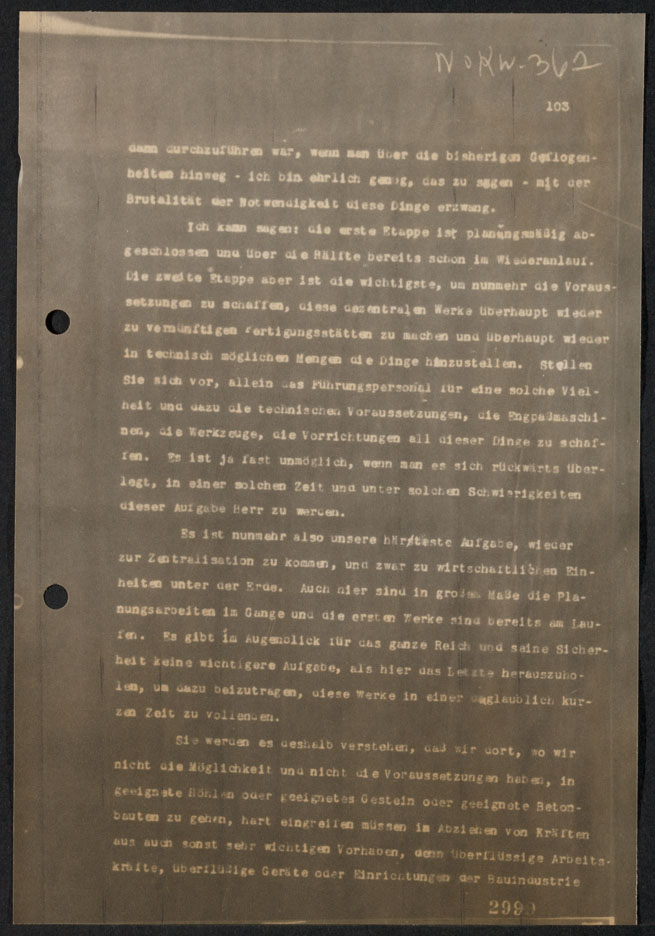 NOKW-362
103
dann durchzuführen war, wenn man über die bisherigen Gepflogen-
heiten hinweg - ich bin ehrlich genug, das zu sagen - mit der
Brutalität der Notwendigkeit diese Dinge erzwang.
Ich kann sagen: die erste Etappe ist planungsmäßig ab-
geschlossen und über die Hälfte bereits schon im Wiederanlauf.
Die zweite Etappe aber ist die wichtigste, um nunmehr die Voraus-
setzungen zu schaffen, diese dezentralen Werke überhaupt wieder
zu vernünftigen Fertigungsstätten zu machen und überhaupt wieder
in technisch möglichen Mengen die Dinge hinzustellen. Stellen
Sie sich vor, allein das Führungspersonal für eine solche Viel-
heit und dazu die technischen Voraussetzungen, die Engpaßmaschi-
nen, die Werkzeuge, die Vorrichtungen all dieser Dinge zu schaf-
fen. Es ist ja fast unmöglich, wenn man es sich rückwärts über-
legt, in einer solchen Zeit und unter solchen Schwierigkeiten
dieser Aufgabe Herr zu werden.
Es ist nunmehr also unsere härteste Aufgabe, wieder
zur Zentralisation zu kommen, und zwar zu wirtschaftlichen Ein-
heiten unter der Erde. Auch hier sind in großem Maße die Pla-
nungsarbeiten im Gange und die ersten Werke sind bereits am Lau-
fen. Es gibt im Augenblick für das ganze Reich und seine Sicher-
heit keine wichtigere Aufgabe, als hier das Letzte herauszuho-
len, um dazu beizutragen, diese Werke in einer unglaublich kur-
zen Zeit zu vollenden.
Sie werden es deshalb verstehen, daß wir dort, wo wir
nicht die Möglichkeit und nicht die Voraussetzungen haben, in
geeignete Höhlen oder geeignetes Gestein oder geeignete Beton-
bauten zu gehen, hart eingreifen müssen im Abziehen von Kräften
aus auch sonst sehr wichtigen Vorhaben, denn überflüssige Arbeits-
kräfte, überflüßige Geräte oder Einrichtungen der Bauindustrie
2990